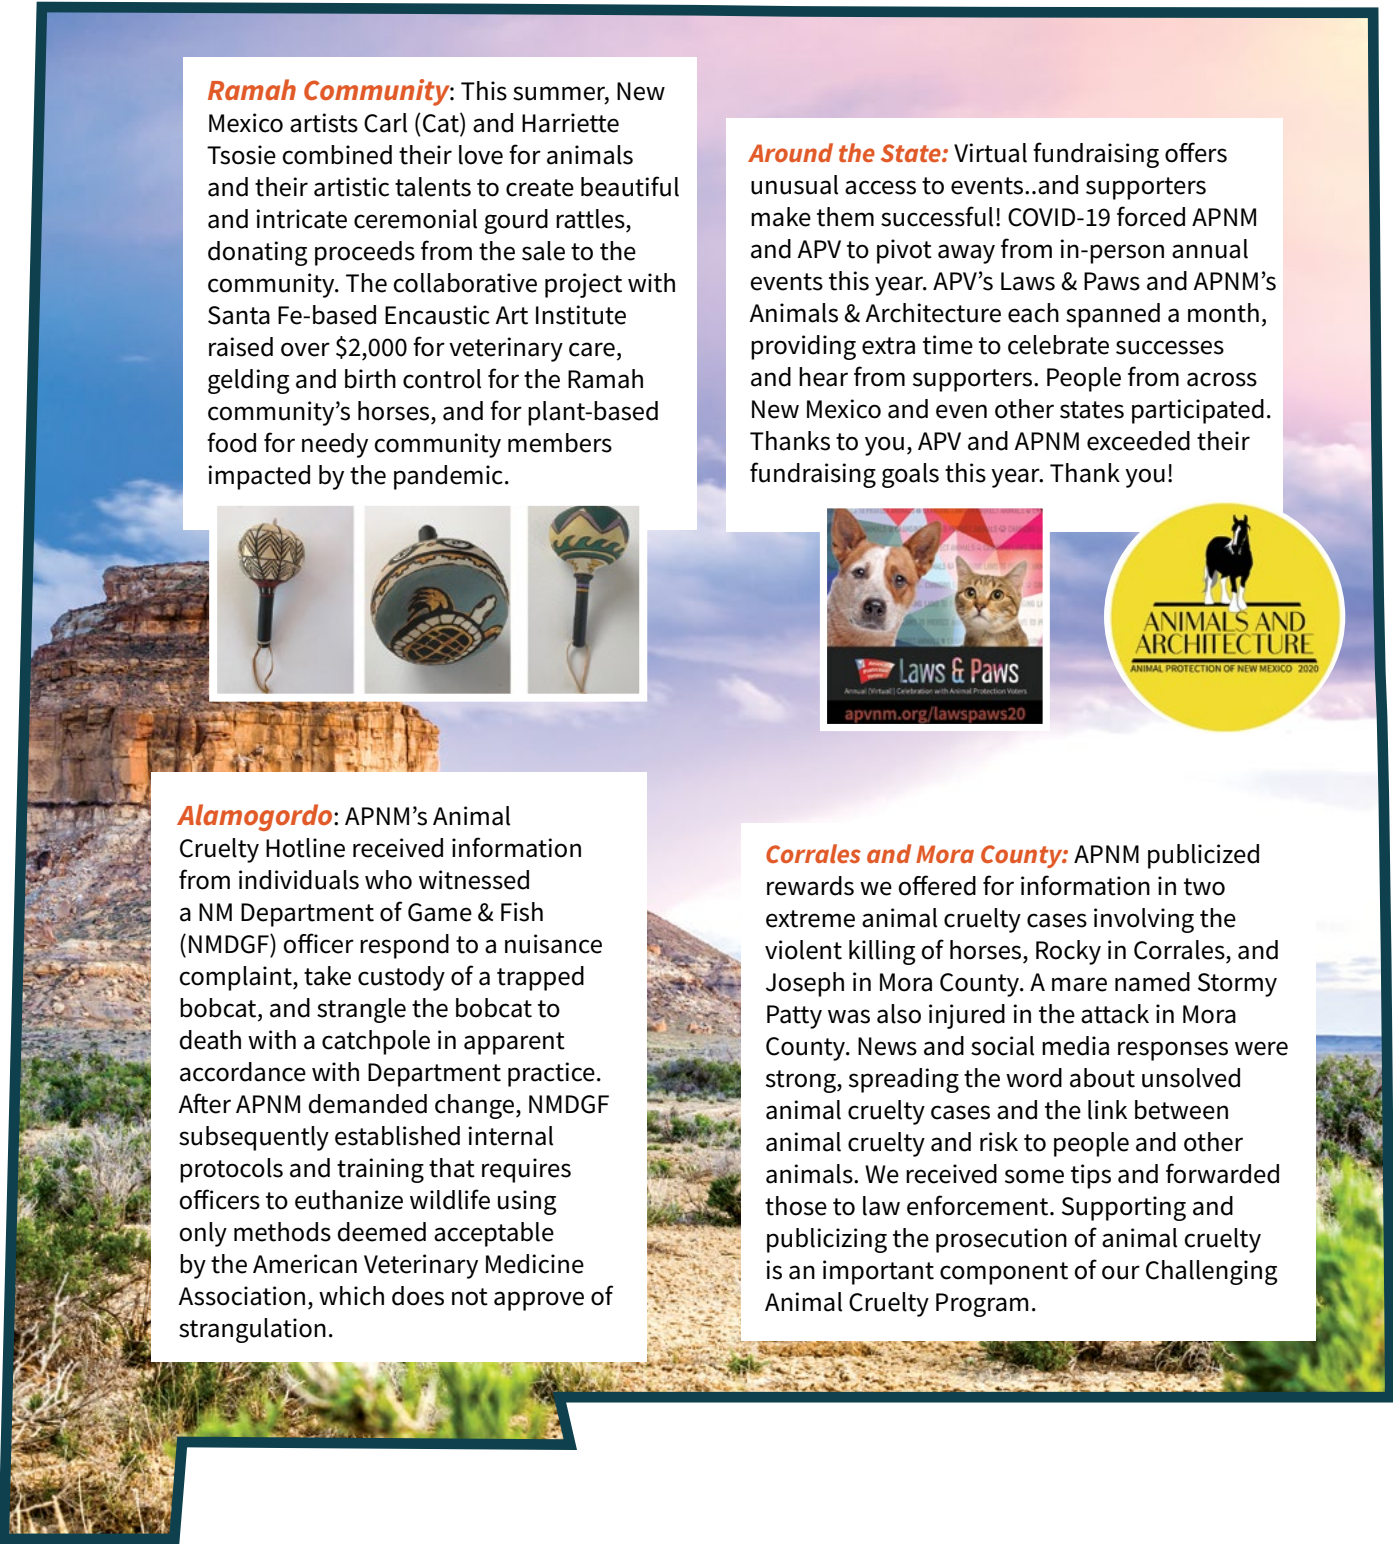 Ramah Community: This summer, New
Mexico artists Carl (Cat) and Harriette
Tsosie combined their love for animals
and their artistic talents to create beautiful
and intricate ceremonial gourd rattles,
donating proceeds from the sale to the
community. The collaborative project with
Santa Fe-based Encaustic Art Institute
raised over $2,000 for veterinary care,
gelding and birth control for the Ramah
community’s horses, and for plant-based
food for needy community members
impacted by the pandemic.
Around the State: Virtual fundraising offers
unusual access to events..and supporters
make them successful! COVID-19 forced APNM
and APV to pivot away from in-person annual
events this year. APV’s Laws & Paws and APNM’s
Animals & Architecture each spanned a month,
providing extra time to celebrate successes
and hear from supporters. People from across
New Mexico and even other states participated.
Thanks to you, APV and APNM exceeded their
fundraising goals this year. Thank you!
Laws & Paws
Annual (Virtual) Celebration with Animal Protection Voters
apvnm.org/lawspaws20
ANIMALS AND
ARCHITECTURE
ANIMAL PROTECTION OF NEW MEXICO 2020
Alamogordo: APNM’s Animal
Cruelty Hotline received information
from individuals who witnessed
a NM Department of Game & Fish
(NMDGF) officer respond to a nuisance
complaint, take custody of a trapped
bobcat, and strangle the bobcat to
death with a catchpole in apparent
accordance with Department practice.
After APNM demanded change, NMDGF
subsequently established internal
protocols and training that requires
officers to euthanize wildlife using
only methods deemed acceptable
by the American Veterinary Medicine
Association, which does not approve of
strangulation.
Corrales and Mora County: APNM publicized
rewards we offered for information in two
extreme animal cruelty cases involving the
violent killing of horses, Rocky in Corrales, and
Joseph in Mora County. A mare named Stormy
Patty was also injured in the attack in Mora
County. News and social media responses were
strong, spreading the word about unsolved
animal cruelty cases and the link between
animal cruelty and risk to people and other
animals. We received some tips and forwarded
those to law enforcement. Supporting and
publicizing the prosecution of animal cruelty
is an important component of our Challenging
Animal Cruelty Program.